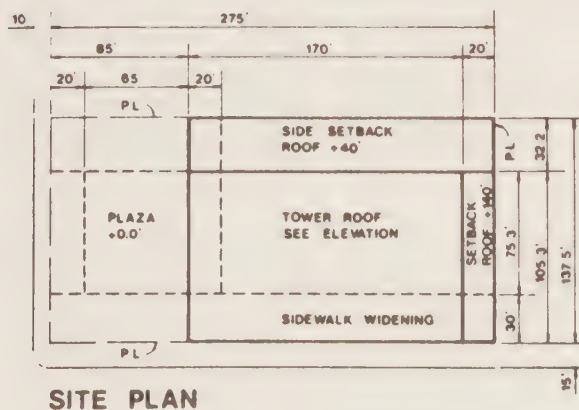 10
275'
85'
170'
20'
20'
65
20'
PL
SIDE SETBACK
ROOF +40'
PL
32.2
PLAZA
+0.0'
TOWER ROOF
SEE ELEVATION
SETBACK
ROOF +140'
75.3'
105.3'
137.5'
SIDEWALK WIDENING
30'
PL
15'
SITE PLAN